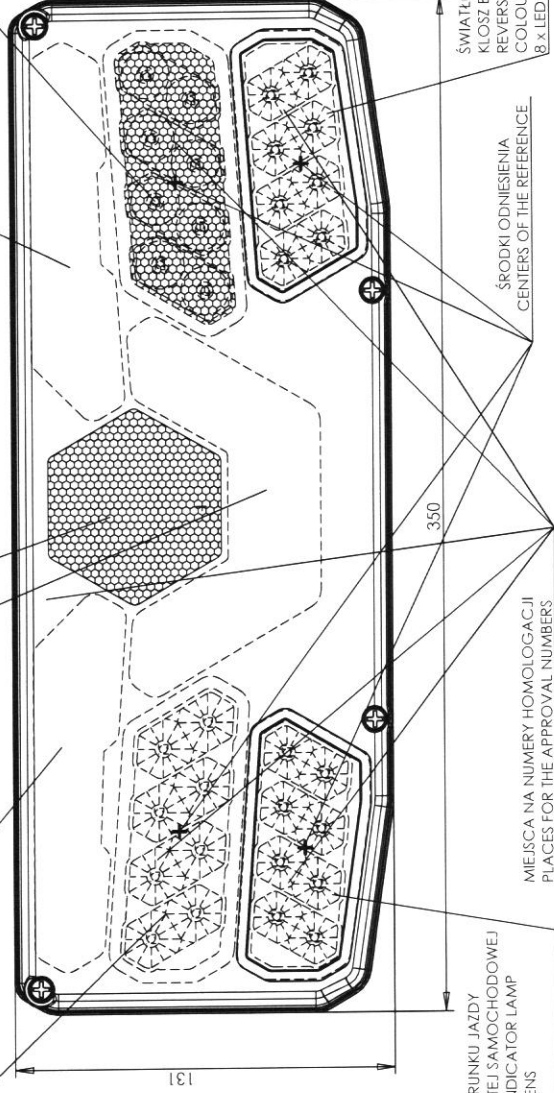 ŚWIATŁ
KLOSZ B
REVERS
COLOU
8 x LED
ŚRODKI ODNIESIENIA
CENTERS OF THE REFERENCE
350
MIEJSCA NA NUMERY HOMOLOGACJI
PLACES FOR THE APPROVAL NUMBERS
131
RUNKU JAZDY
TEJ SAMOCHODOWEJ
NDICATOR LAMP
ENS